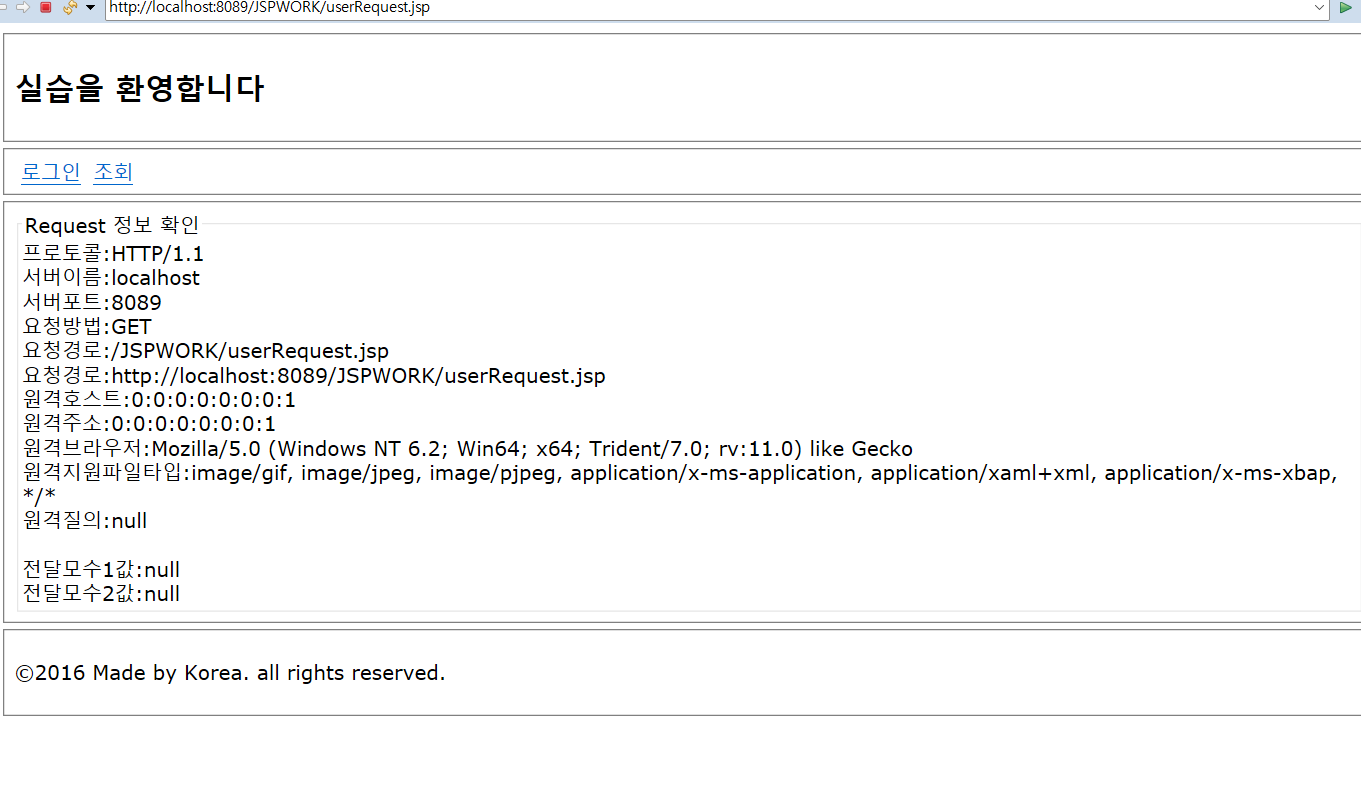 http://localhost:8089/JSPWORK/userRequest.jsp
실습을 환영합니다
로그인 조회
Request 정보 확인
프로토콜:HTTP/1.1
서버이름:localhost
서버포트:8089
요청방법:GET
요청경로:/JSPWORK/userRequest.jsp
요청경로:http://localhost:8089/JSPWORK/userRequest.jsp
원격호스트:0:0:0:0:0:0:0:1
원격주소:0:0:0:0:0:0:0:1
원격브라우저:Mozilla/5.0 (Windows NT 6.2; Win64; x64; Trident/7.0; rv:11.0) like Gecko
원격지원파일타입:image/gif, image/jpeg, image/pjpeg, application/x-ms-application, application/xaml+xml, application/x-ms-xbap,
*/*
원격질의:null
전달모수1값:null
전달모수2값:null
©2016 Made by Korea. all rights reserved.